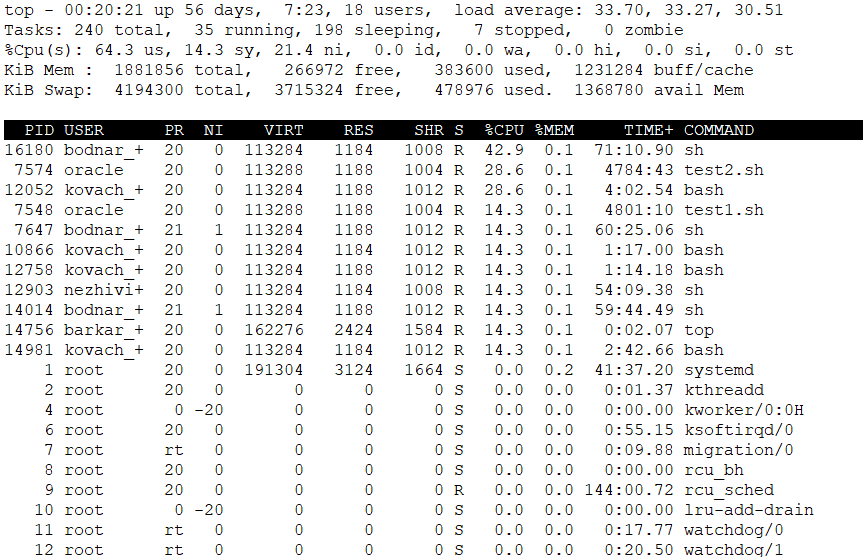 top - 00:20:21 up 56 days,  7:23, 18 users,  load average: 33.70, 33.27, 30.51
Tasks: 240 total,  35 running, 198 sleeping,   7 stopped,   0 zombie
%Cpu(s): 64.3 us, 14.3 sy, 21.4 ni,  0.0 id,  0.0 wa,  0.0 hi,  0.0 si,  0.0 st
KiB Mem :  1881856 total,   266972 free,   383600 used,  1231284 buff/cache
KiB Swap:  4194300 total,  3715324 free,   478976 used.  1368780 avail Mem
  PID USER      PR  NI    VIRT    RES    SHR S  %CPU %MEM     TIME+ COMMAND
16180 bodnar_+  20   0  113284   1184   1008 R  42.9  0.1  71:10.90 sh
 7574 oracle    20   0  113288   1188   1004 R  28.6  0.1   4784:43 test2.sh
12052 kovach_+  20   0  113284   1188   1012 R  28.6  0.1   4:02.54 bash
 7548 oracle    20   0  113288   1188   1004 R  14.3  0.1   4801:10 test1.sh
 7647 bodnar_+  21   1  113284   1188   1012 R  14.3  0.1  60:25.06 sh
10866 kovach_+  20   0  113284   1184   1012 R  14.3  0.1   1:17.00 bash
12758 kovach_+  20   0  113284   1188   1012 R  14.3  0.1   1:14.18 bash
12903 nezhivi+  20   0  113284   1184   1008 R  14.3  0.1  54:09.38 sh
14014 bodnar_+  21   1  113284   1188   1012 R  14.3  0.1  59:44.49 sh
14756 barkar_+  20   0  162276   2424   1584 R  14.3  0.1   0:02.07 top
14981 kovach_+  20   0  113284   1184   1012 R  14.3  0.1   2:42.66 bash
    1 root      20   0  191304   3124   1664 S   0.0  0.2  41:37.20 systemd
    2 root      20   0       0      0      0 S   0.0  0.0   0:01.37 kthreadd
    4 root       0 -20       0      0      0 S   0.0  0.0   0:00.00 kworker/0:0H
    6 root      20   0       0      0      0 S   0.0  0.0   0:55.15 ksoftirqd/0
    7 root      rt   0       0      0      0 S   0.0  0.0   0:09.88 migration/0
    8 root      20   0       0      0      0 S   0.0  0.0   0:00.00 rcu_bh
    9 root      20   0       0      0      0 R   0.0  0.0 144:00.72 rcu_sched
   10 root       0 -20       0      0      0 S   0.0  0.0   0:00.00 lru-add-drain
   11 root      rt   0       0      0      0 S   0.0  0.0   0:17.77 watchdog/0
   12 root      rt   0       0      0      0 S   0.0  0.0   0:20.50 watchdog/1